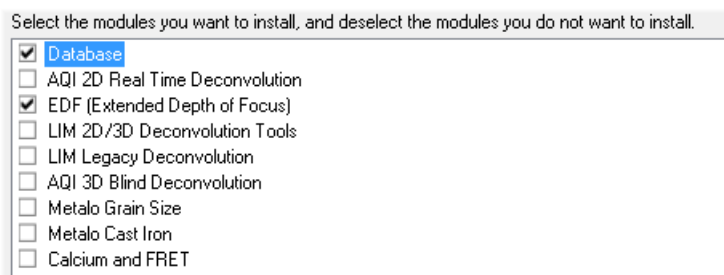 Select the modules you want to install, and deselect the modules you do not want to install.
Database
AQI 2D Real Time Deconvolution
EDF (Extended Depth of Focus)
LIM 2D/3D Deconvolution Tools
LIM Legacy Deconvolution
AQI 3D Blind Deconvolution
Metalo Grain Size
Metalo Cast Iron
Calcium and FRET